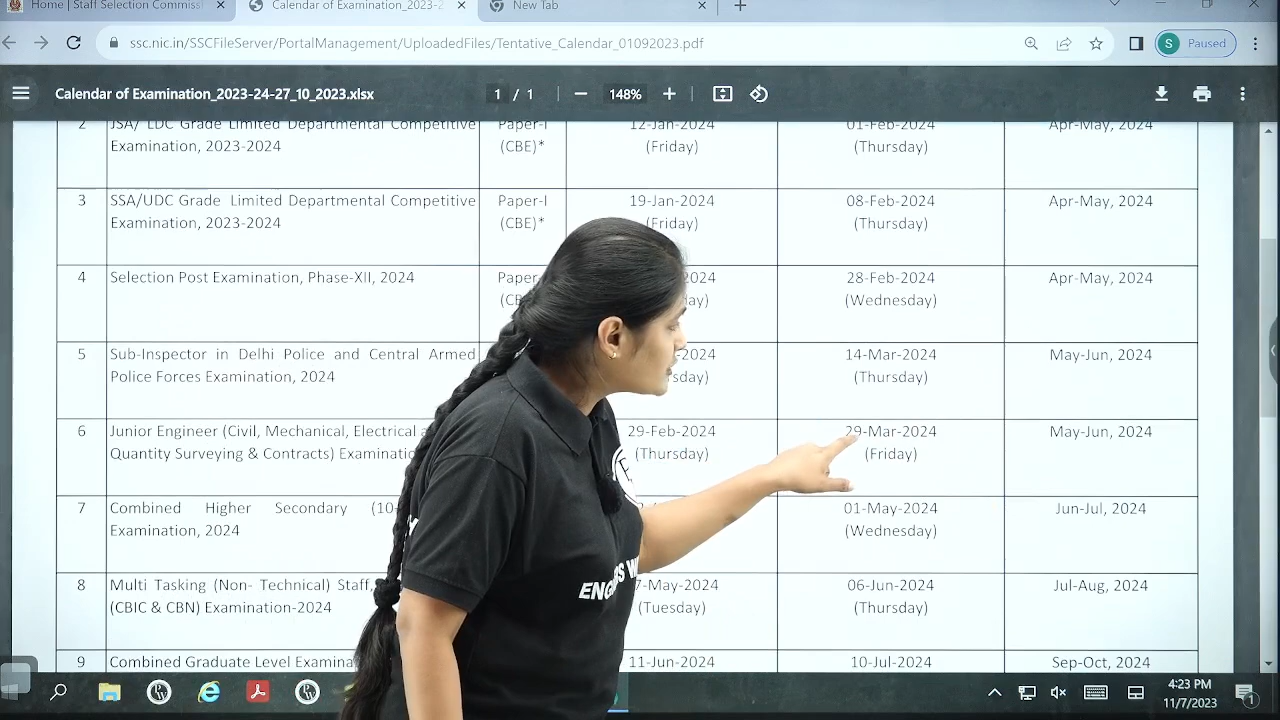 Home | Staff Selection Commiss
Calendar of Examination_2023-2
New Tab
ssc.nic.in/SSCFileServer/PortalManagement/UploadedFiles/Tentative_Calendar_01092023.pdf
S Paused
Calendar of Examination_2023-24-27_10_2023.xlsx
1 / 1
148%
2 JSA/ LDC Grade Limited Departmental Competitive Paper-I 12-Jan-2024 01-Feb-2024 Apr-May, 2024
Examination, 2023-2024 (CBE)* (Friday) (Thursday)
3 SSA/UDC Grade Limited Departmental Competitive Paper-I 19-Jan-2024 08-Feb-2024 Apr-May, 2024
Examination, 2023-2024 (CBE)* (Friday) (Thursday)
4 Selection Post Examination, Phase-XII, 2024 Paper- 2024 28-Feb-2024 Apr-May, 2024
(Wednesday)
5 Sub-Inspector in Delhi Police and Central Armed -2024 14-Mar-2024 May-Jun, 2024
Police Forces Examination, 2024 sday) (Thursday)
6 Junior Engineer (Civil, Mechanical, Electrical 29-Feb-2024 29-Mar-2024 May-Jun, 2024
Quantity Surveying & Contracts) Examinatio (Thursday) (Friday)
7 Combined Higher Secondary (10 01-May-2024 Jun-Jul, 2024
Examination, 2024 (Wednesday)
8 Multi Tasking (Non- Technical) Staff, 7-May-2024 06-Jun-2024 Jul-Aug, 2024
(CBIC & CBN) Examination-2024 (Tuesday) (Thursday)
9 Combined Graduate Level Examina 11-Jun-2024 10-Jul-2024 Sep-Oct, 2024
4:23 PM
11/7/2023
1